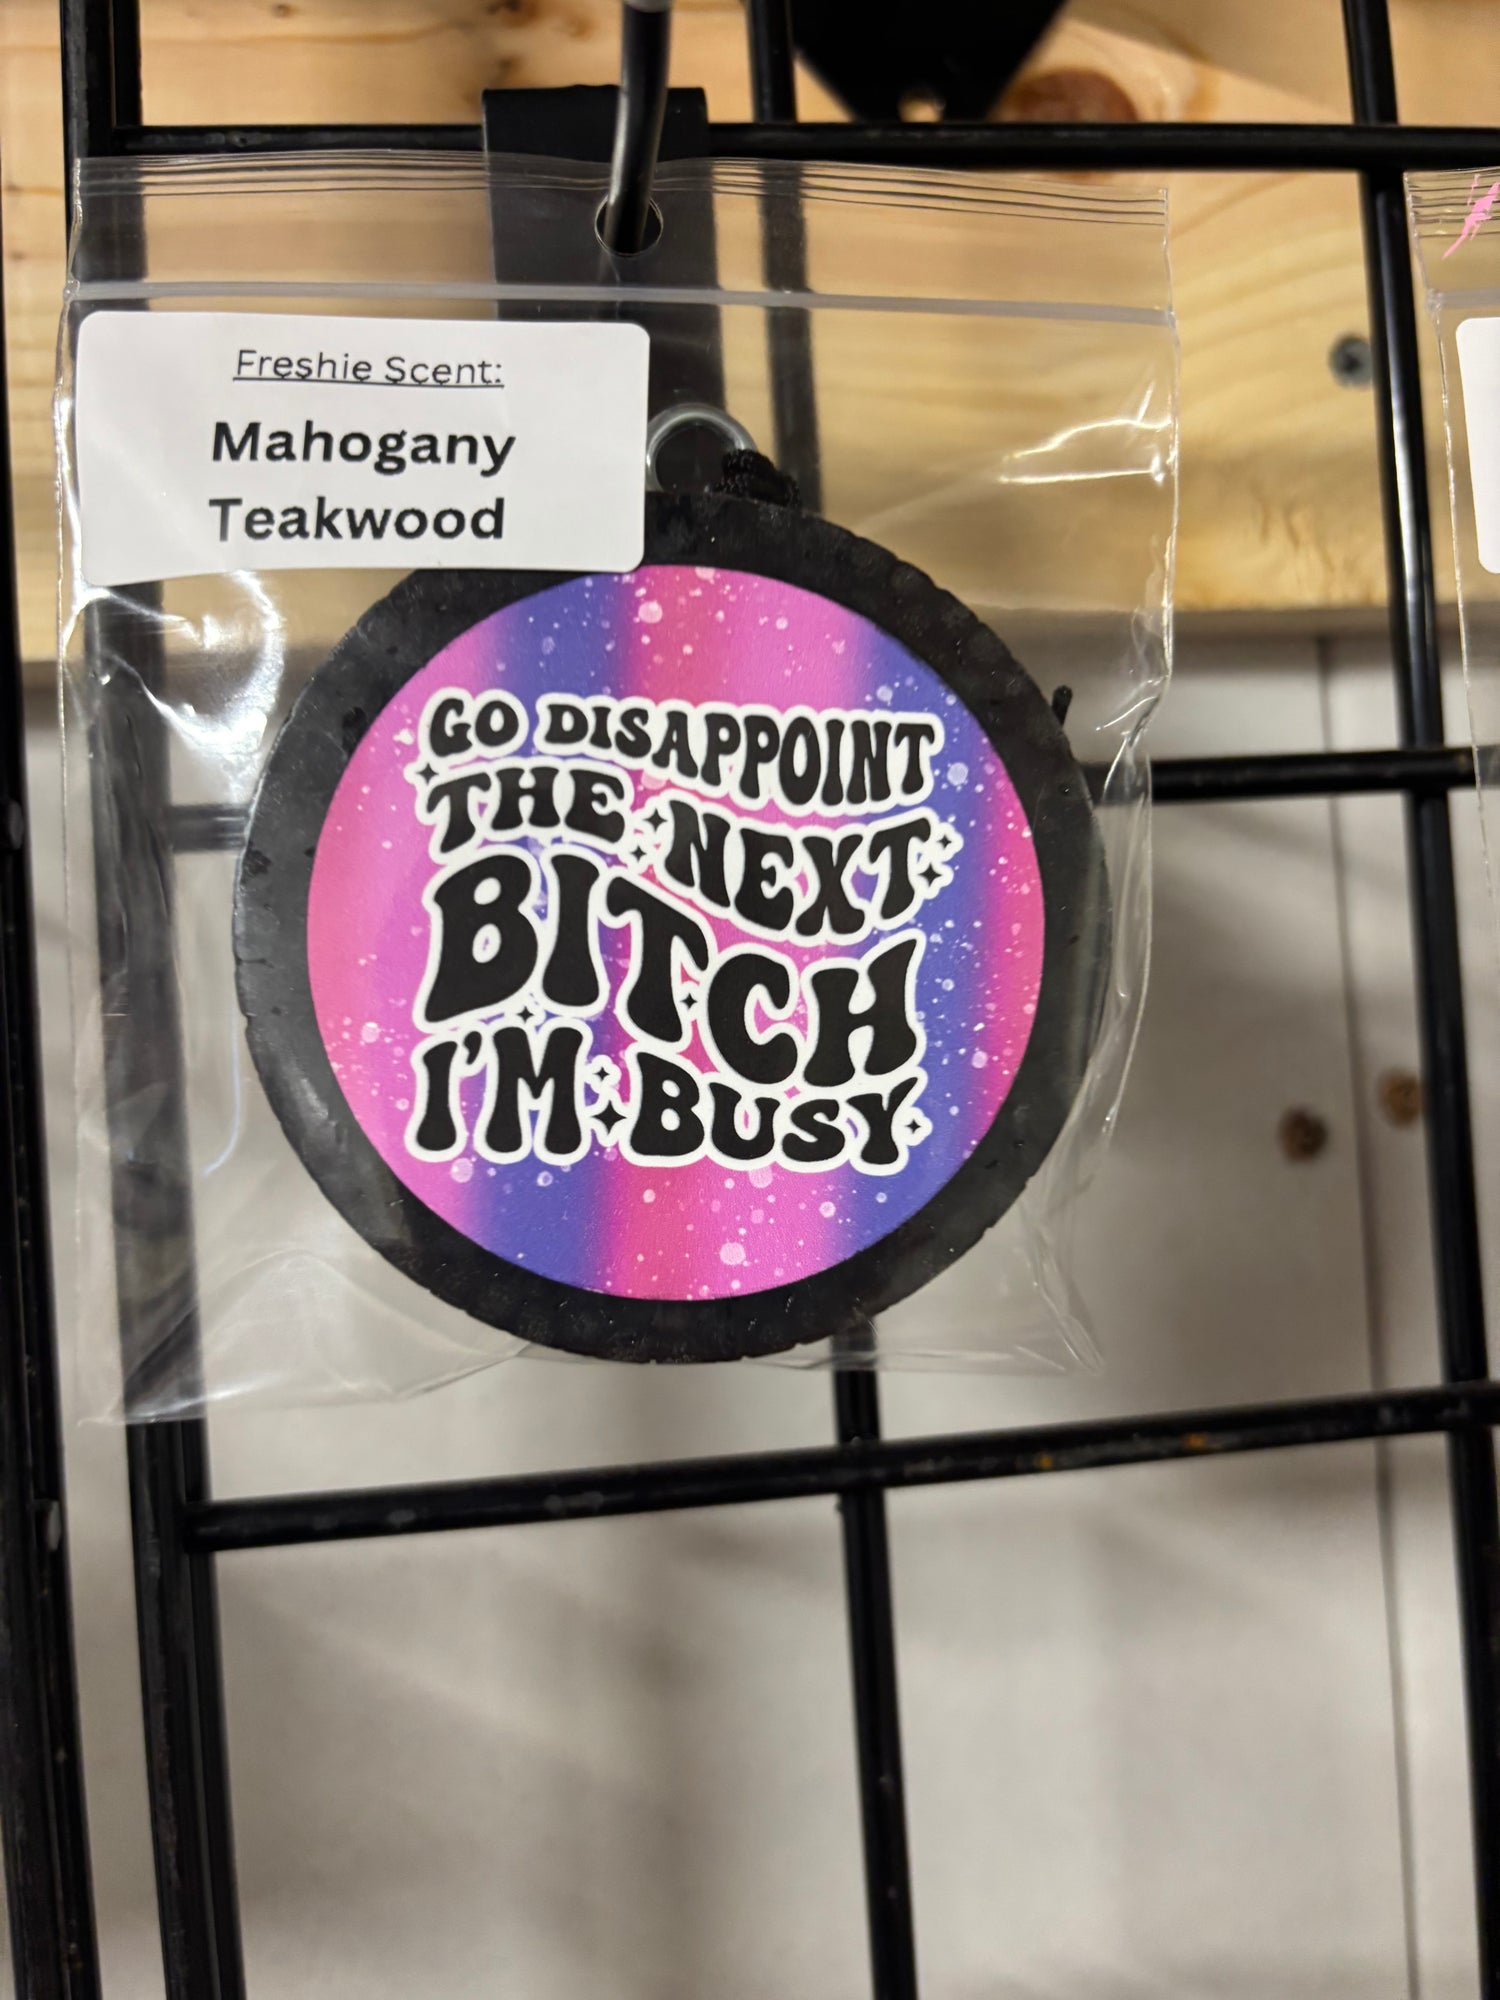 Freshie Scent:
Mahogany
Teakwood
GO DISAPPOINT
THE NEXT
BITCH
I'M BUSY